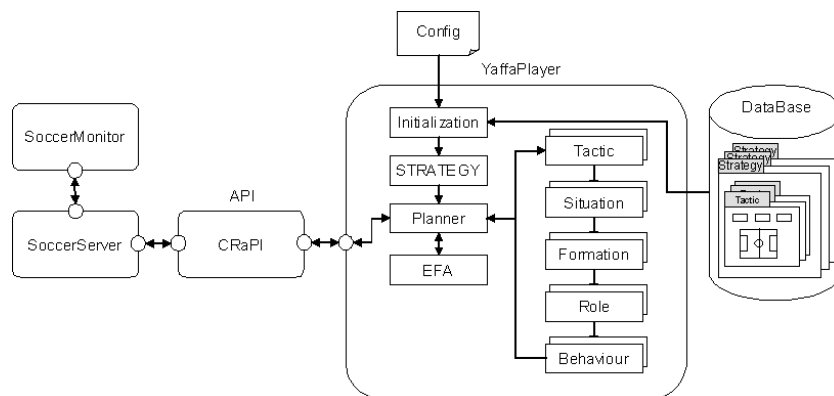 Config
YaffaPlayer
DataBase
SoccerMonitor
Initialization
Tactic
Strategy
Strategy
Strategy
STRATEGY
API
Situation
Tactic
SoccerServer
CRaPI
Planner
Formation
EFA
Role
Behaviour